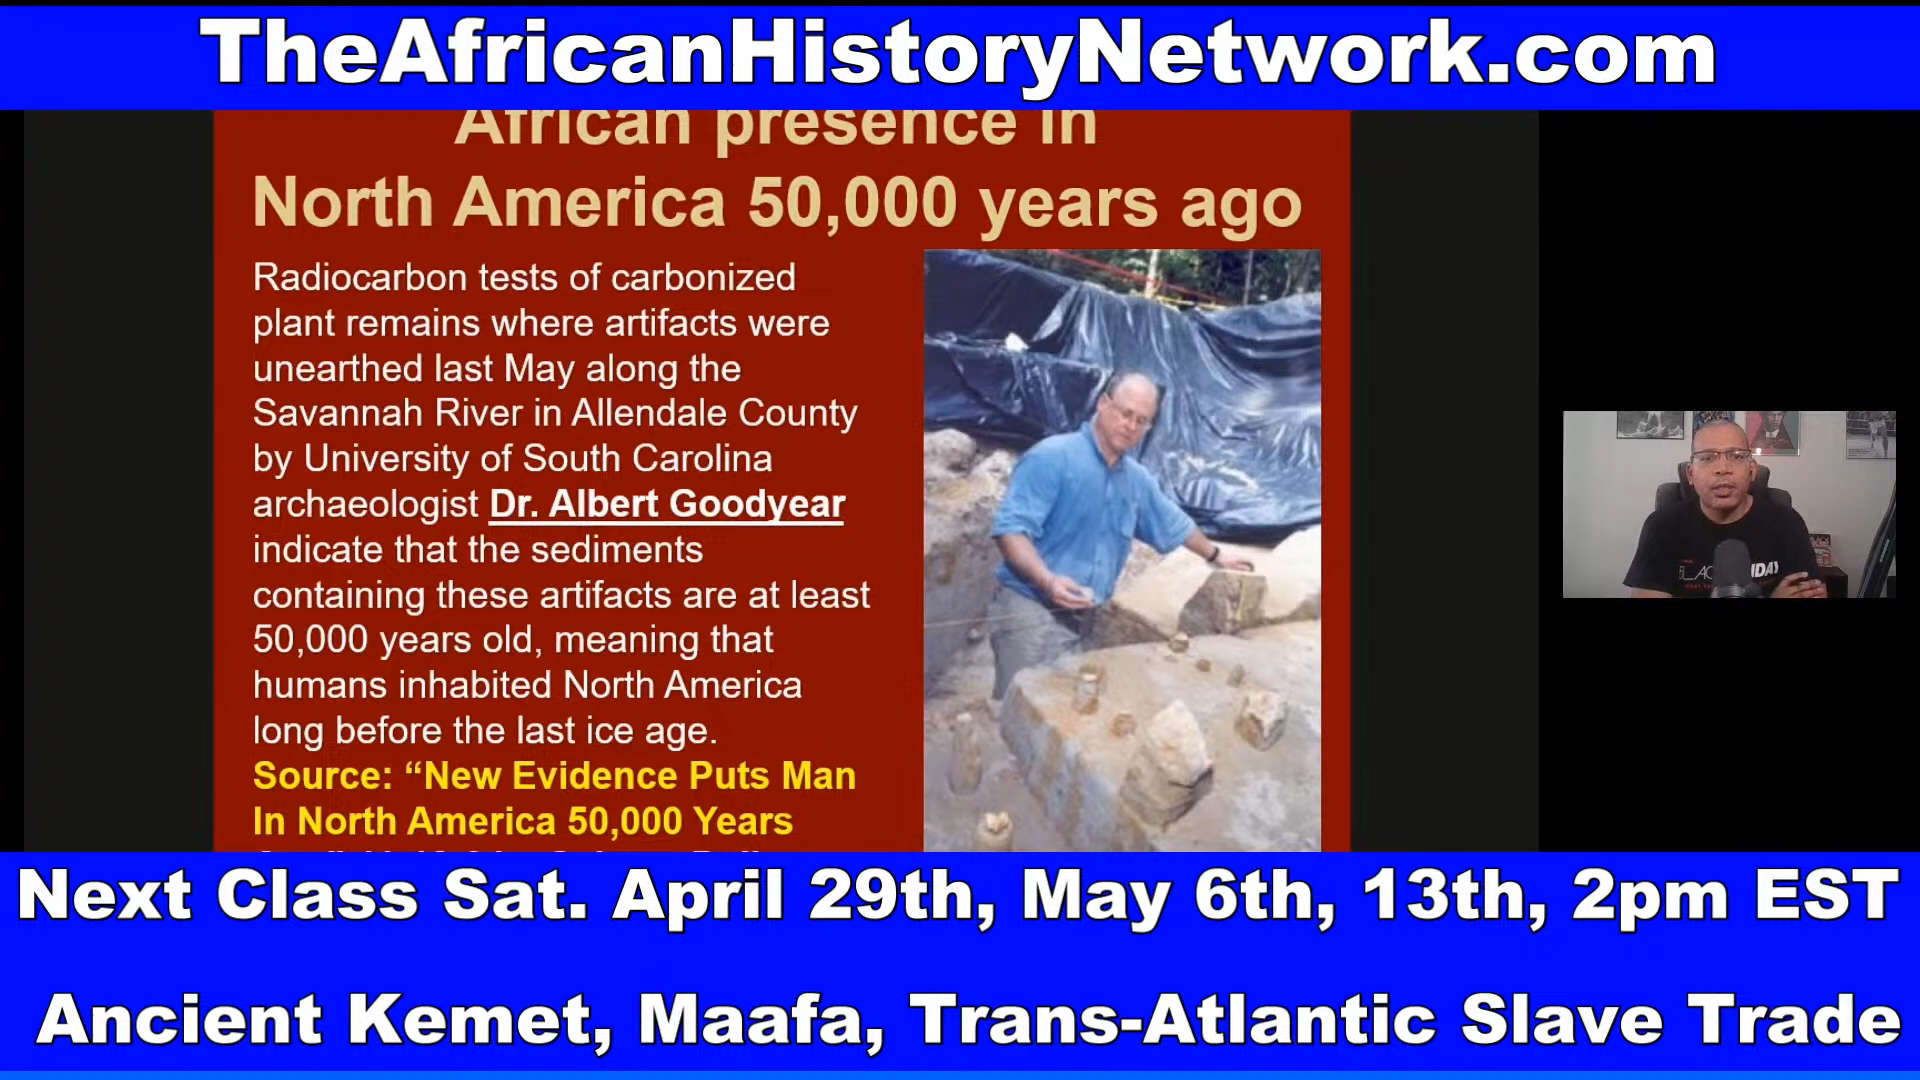 TheAfricanHistoryNetwork.com
African presence in
North America 50,000 years ago
Radiocarbon tests of carbonized
plant remains where artifacts were
unearthed last May along the
Savannah River in Allendale County
by University of South Carolina
archaeologist Dr. Albert Goodyear
indicate that the sediments
containing these artifacts are at least
50,000 years old, meaning that
humans inhabited North America
long before the last ice age.
Source: “New Evidence Puts Man
In North America 50,000 Years
Next Class Sat. April 29th, May 6th, 13th, 2pm EST
Ancient Kemet, Maafa, Trans-Atlantic Slave Trade